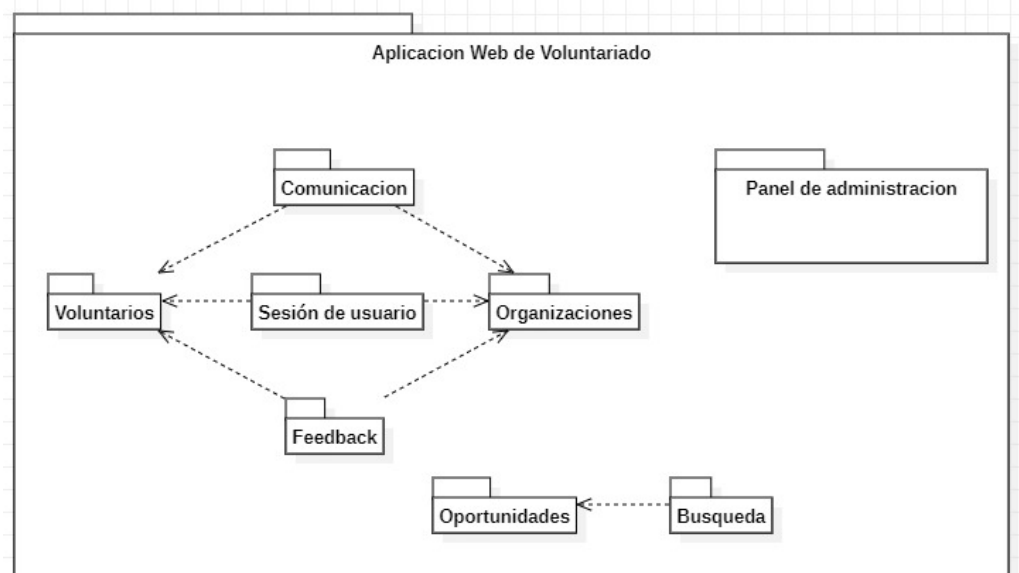 Aplicacion Web de Voluntariado
Comunicacion
Panel de administracion
Voluntarios
Sesión de usuario
Organizaciones
Feedback
Oportunidades
Busqueda